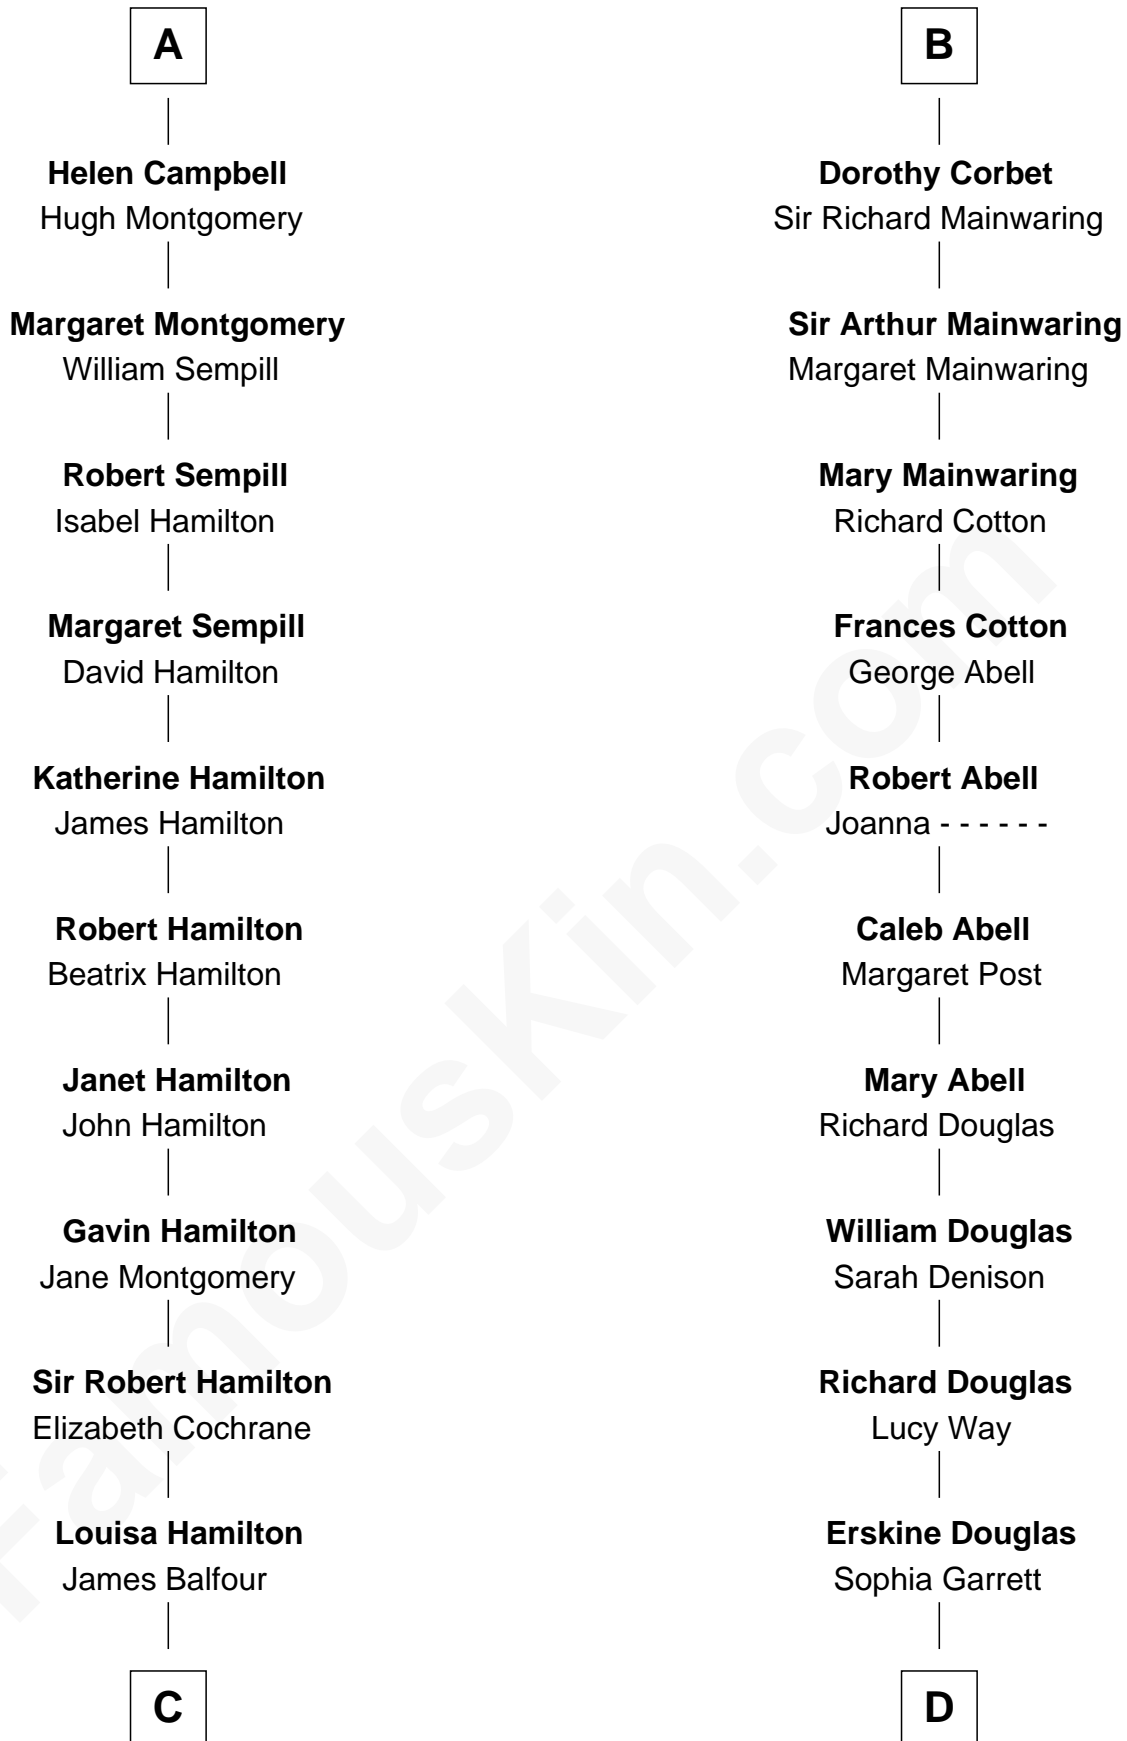 A
Helen Campbell
Hugh Montgomery
Margaret Montgomery
William Sempill
Robert Sempill
Isabel Hamilton
Margaret Sempill
David Hamilton
Katherine Hamilton
James Hamilton
Robert Hamilton
Beatrix Hamilton
Janet Hamilton
John Hamilton
Gavin Hamilton
Jane Montgomery
Sir Robert Hamilton
Elizabeth Cochrane
Louisa Hamilton
James Balfour
C
B
Dorothy Corbet
Sir Richard Mainwaring
Sir Arthur Mainwaring
Margaret Mainwaring
Mary Mainwaring
Richard Cotton
Frances Cotton
George Abell
Robert Abell
Joanna - - - - - -
Caleb Abell
Margaret Post
Mary Abell
Richard Douglas
William Douglas
Sarah Denison
Richard Douglas
Lucy Way
Erskine Douglas
Sophia Garrett
D
FamousKin.com